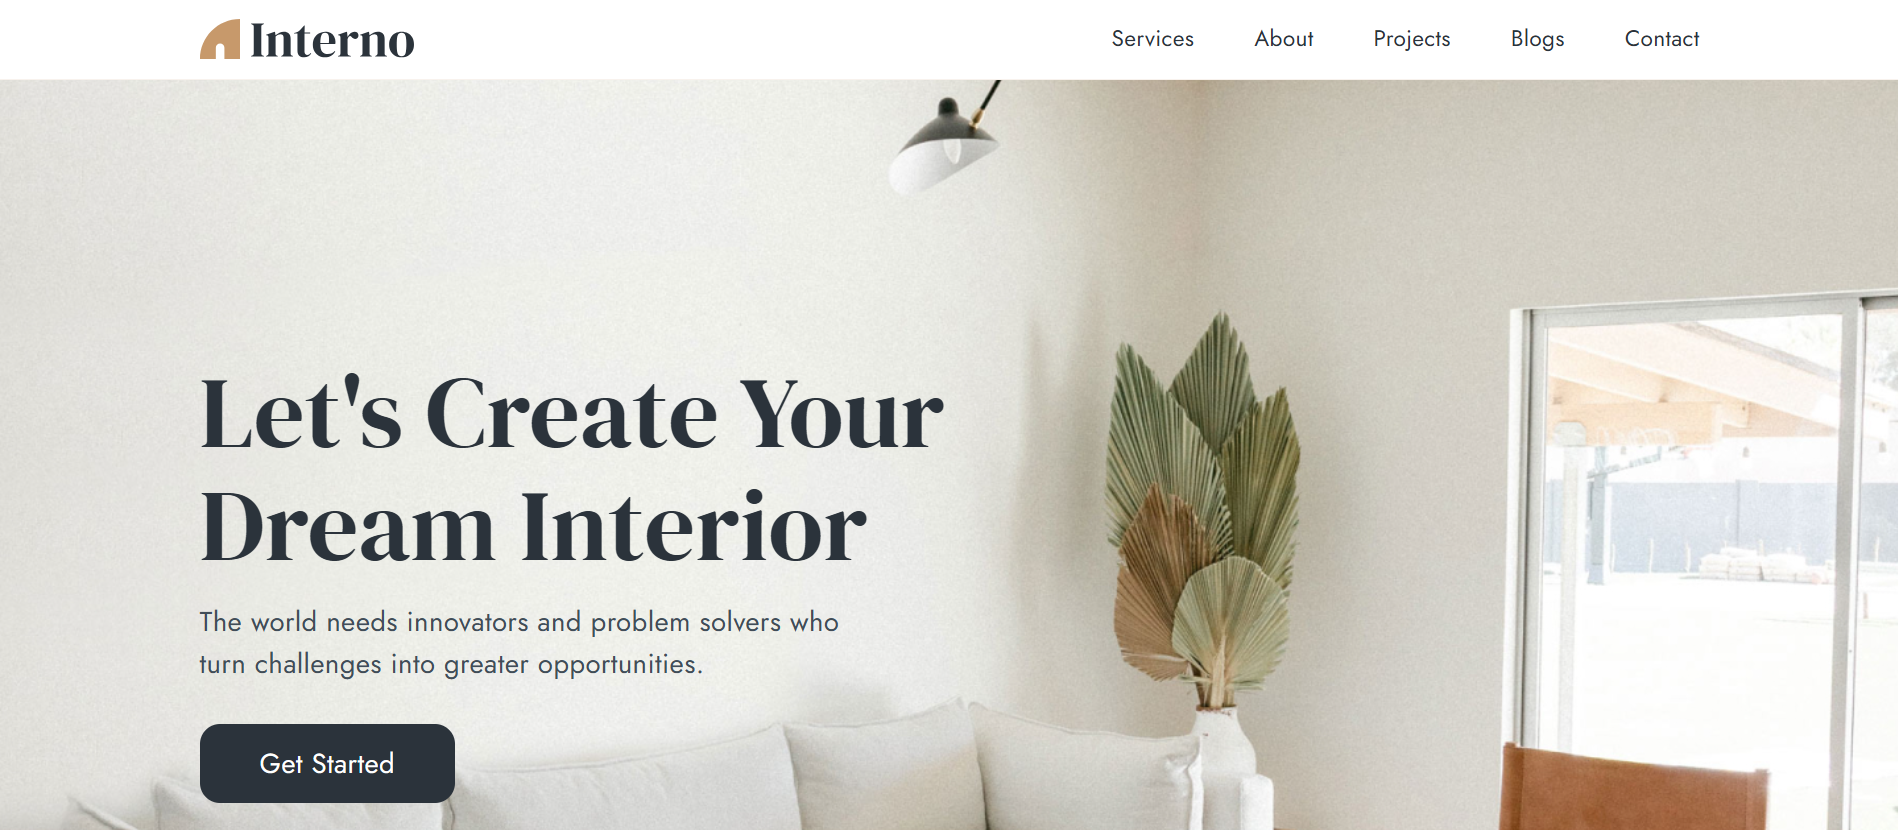 Interno
Services About Projects Blogs Contact
Let's Create Your
Dream Interior
The world needs innovators and problem solvers who
turn challenges into greater opportunities.
Get Started